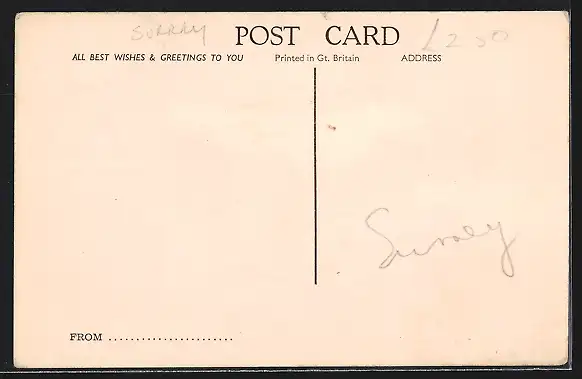 SURREY POST CARD £2.50
ALL BEST WISHES & GREETINGS TO YOU Printed in Gt. Britain ADDRESS
Surrey
FROM .......................